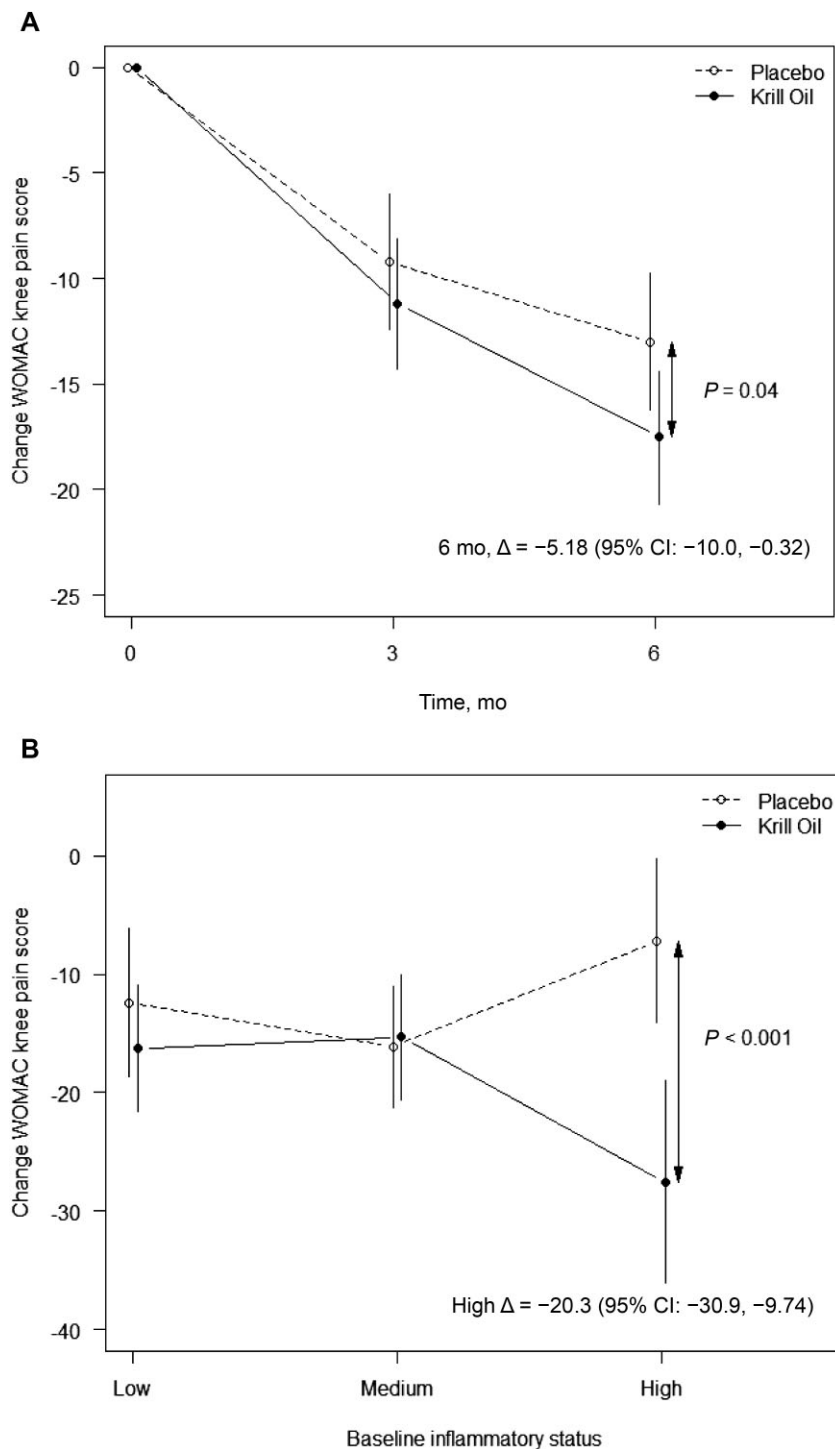 A
Placebo
Krill Oil
0
-5
-10
-15
-20
-25
Change WOMAC knee pain score
P = 0.04
6 mo, Δ = −5.18 (95% CI: −10.0, −0.32)
0 3 6
Time, mo
B
Placebo
Krill Oil
0
-10
-20
-30
-40
Change WOMAC knee pain score
P < 0.001
High Δ = −20.3 (95% CI: −30.9, −9.74)
Low Medium High
Baseline inflammatory status